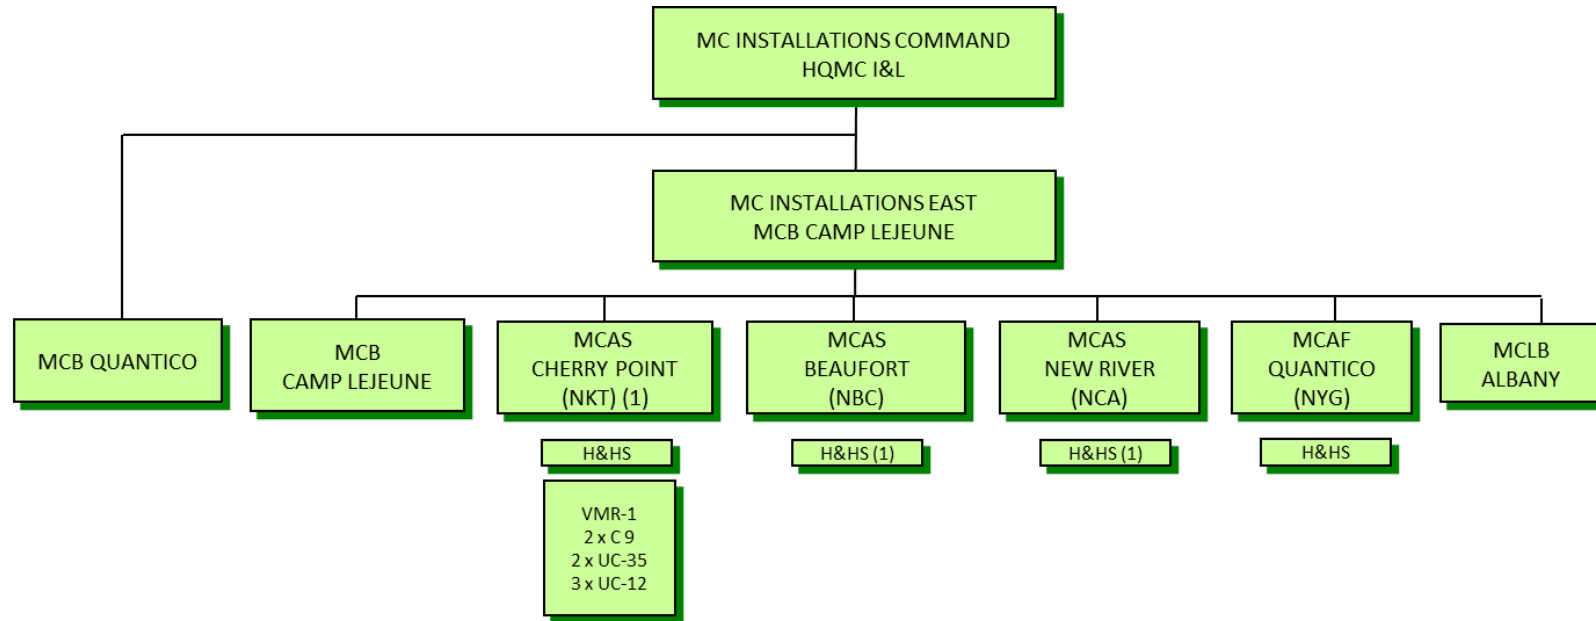 MC INSTALLATIONS COMMAND
HQMC I&L
MC INSTALLATIONS EAST
MCB CAMP LEJEUNE
MCB QUANTICO
MCB
CAMP LEJEUNE
MCAS
CHERRY POINT
(NKT) (1)
MCAS
BEAUFORT
(NBC)
MCAS
NEW RIVER
(NCA)
MCAF
QUANTICO
(NYG)
MCLB
ALBANY
H&HS
H&HS (1)
H&HS (1)
H&HS
VMR-1
2 x C 9
2 x UC-35
3 x UC-12